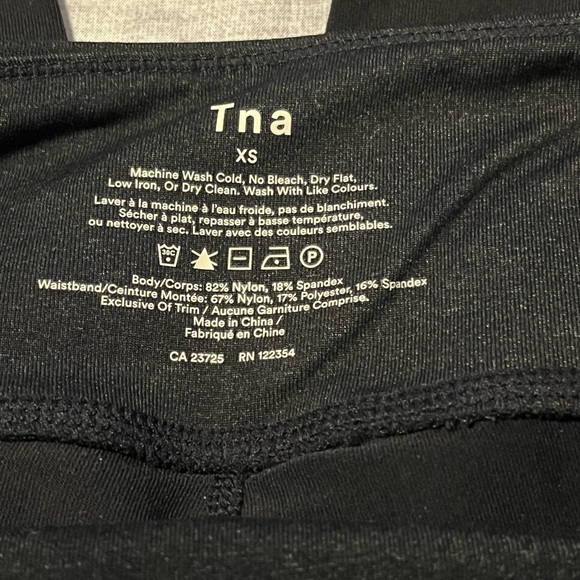 Tna
XS
Machine Wash Cold, No Bleach, Dry Flat,
Low Iron, Or Dry Clean. Wash With Like Colours.
Laver à la machine à l'eau froide, pas de blanchiment.
Sécher à plat, repasser à basse température,
ou nettoyer à sec. Laver avec des couleurs semblables.
30C P
Body/Corps: 82% Nylon, 18% Spandex
Waistband/Ceinture Montée: 67% Nylon, 17% Polyester, 16% Spandex
Exclusive Of Trim / Aucune Garniture Comprise.
Made in China /
Fabriqué en Chine
CA 23725 RN 122354